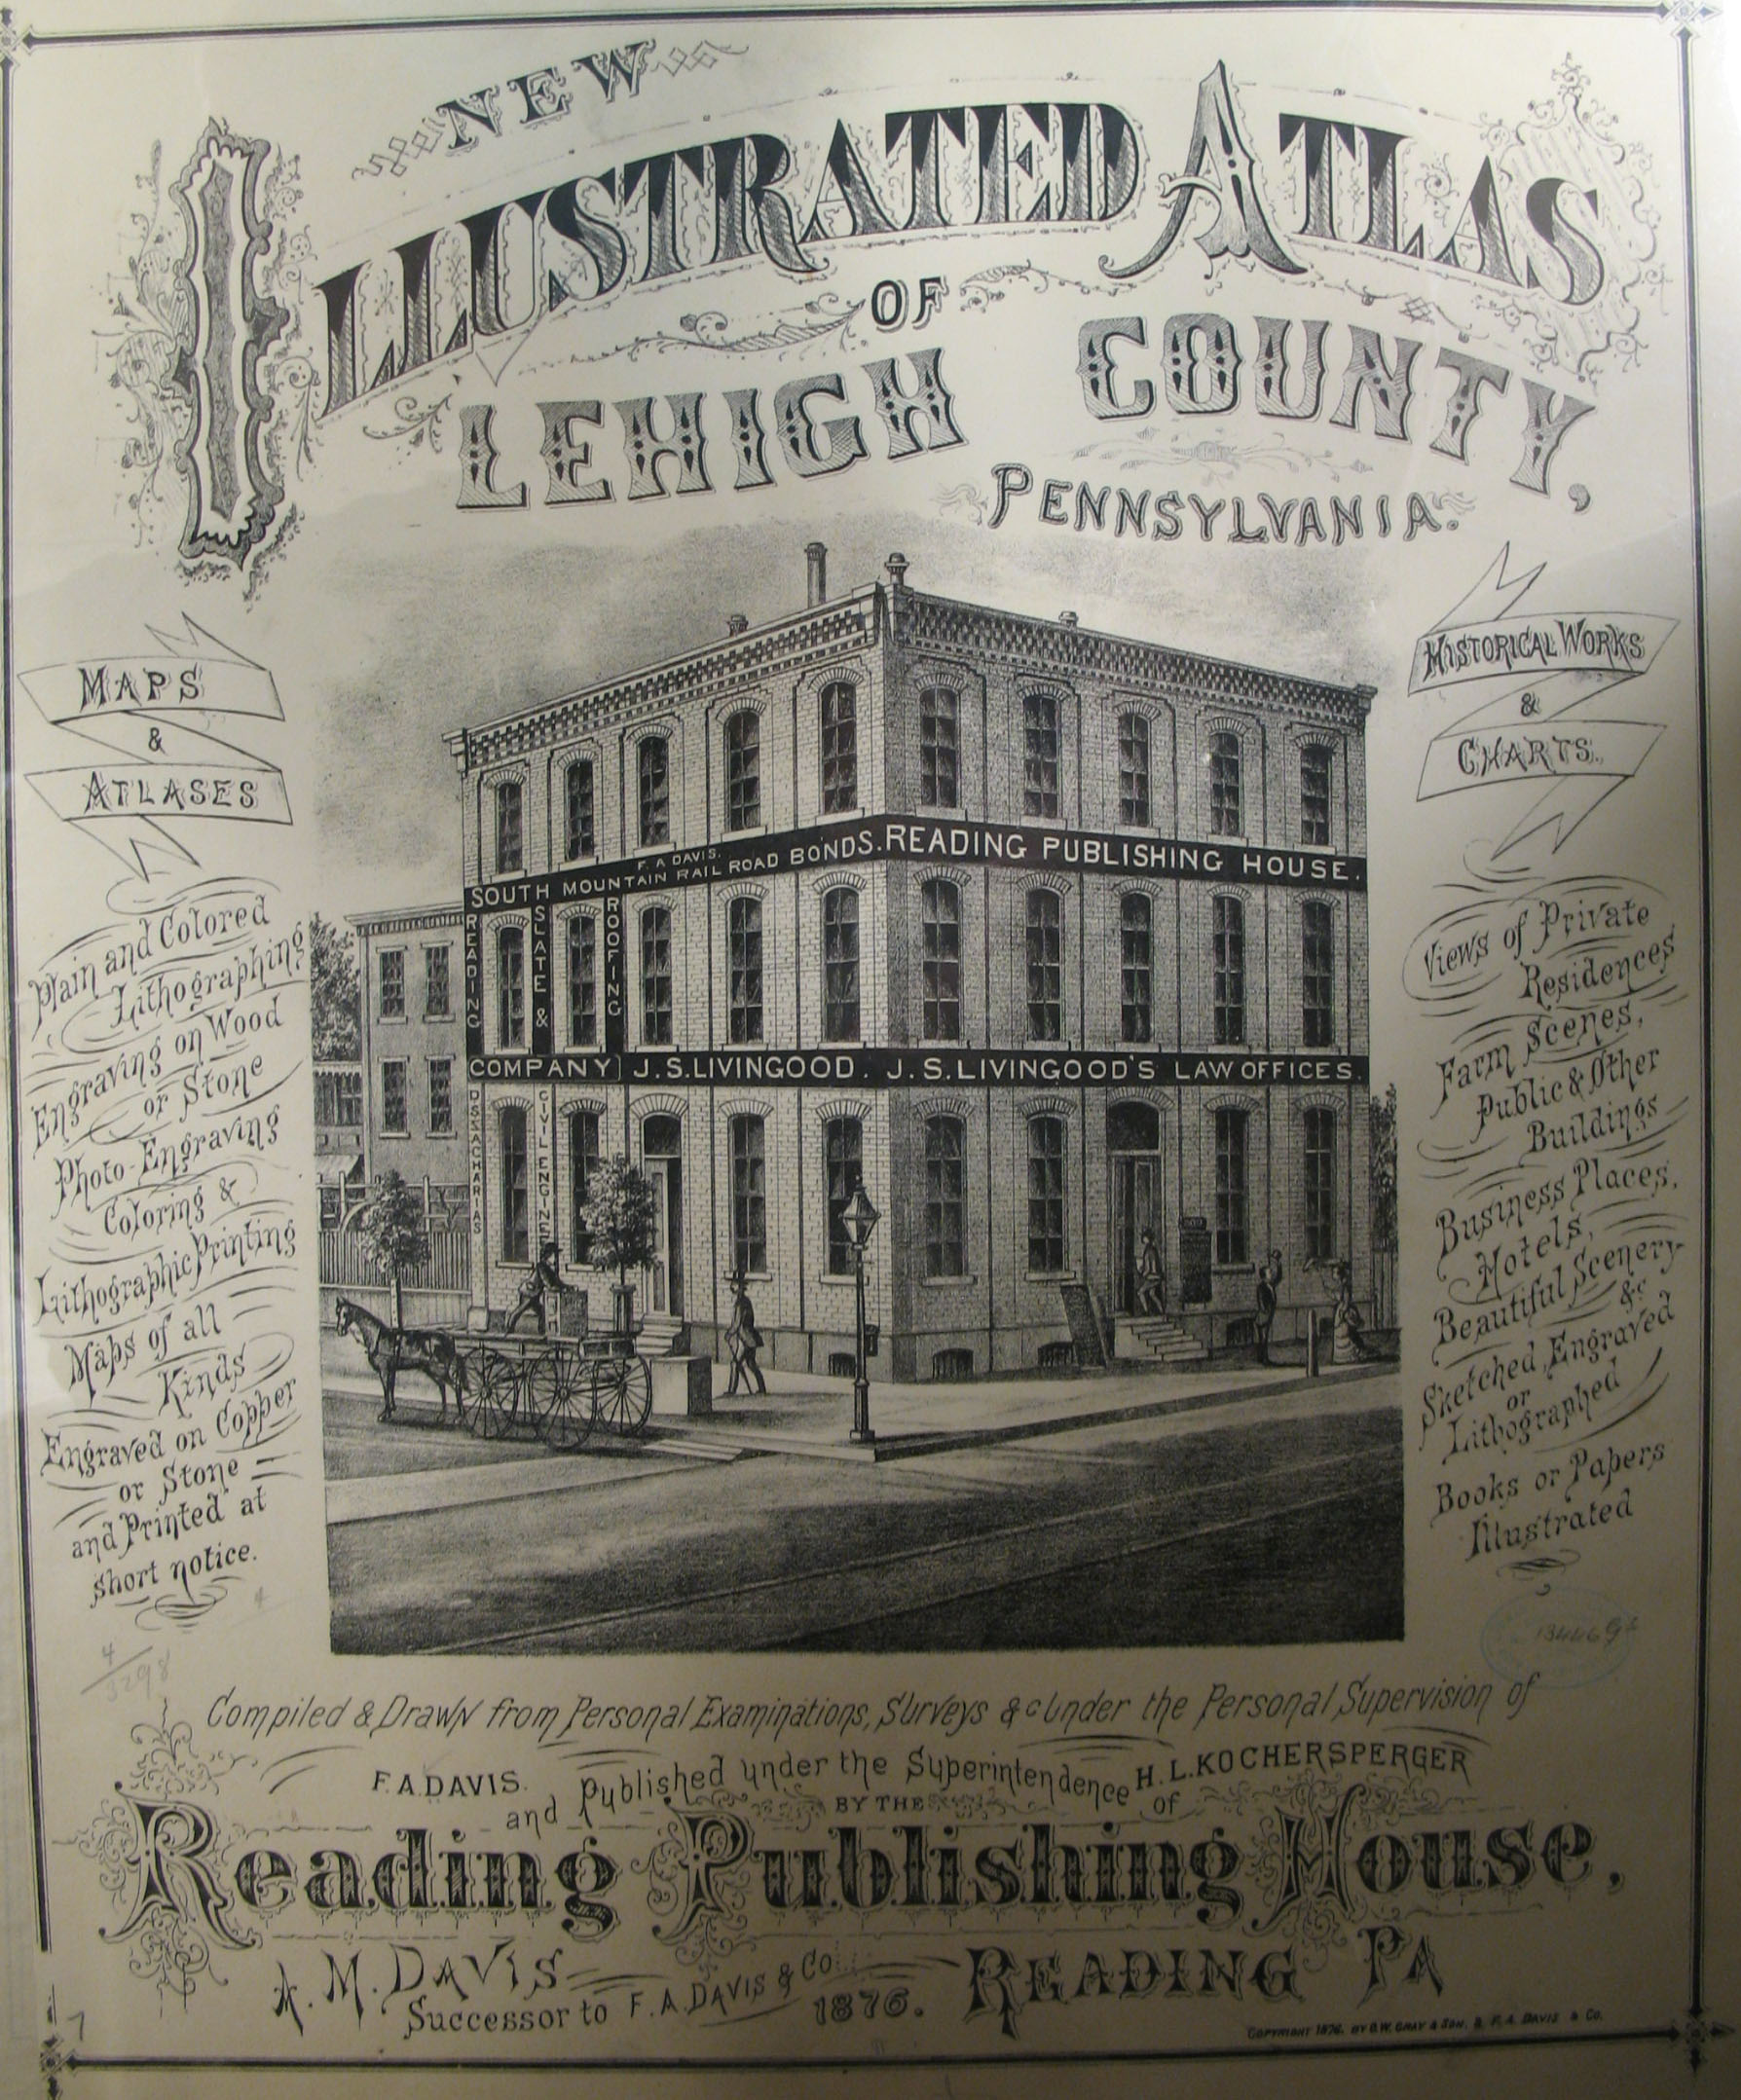 NEW
ILLUSTRATED ATLAS
OF
LEHIGH COUNTY,
PENNSYLVANIA.
MAPS
&
ATLASES
Plain and Colored
Lithographing
Engraving on Wood
or Stone
Photo-Engraving
Coloring &
Lithographic Printing
Maps of all
Kinds
Engraved on Copper
or Stone
and Printed at
short notice.
HISTORICAL WORKS
&
CHARTS.
Views of Private
Residences
Farm Scenes,
Public & Other
Buildings
Business Places,
Hotels,
Beautiful Scenery
&c
Sketched, Engraved
or
Lithographed
Books or Papers
Illustrated
F. A DAVIS.
SOUTH MOUNTAIN RAIL ROAD BONDS. READING PUBLISHING HOUSE.
READING
SLATE &
ROOFING
COMPANY J.S.LIVINGOOD. J.S.LIVINGOOD'S LAW OFFICES.
D.S.ZACHARIAS
CIVIL ENGINE
Compiled & Drawn from Personal Examinations, Surveys &c Under the Personal Supervision of
F. A. DAVIS.
and Published under the Superintendence of
H. L. KOCHERSPERGER
BY THE
Reading Publishing House,
A. M. DAVIS
Successor to F. A. DAVIS & Co
1876.
READING PA
COPYRIGHT 1876. BY O.W. GRAY & SON. & F. A. DAVIS & Co.